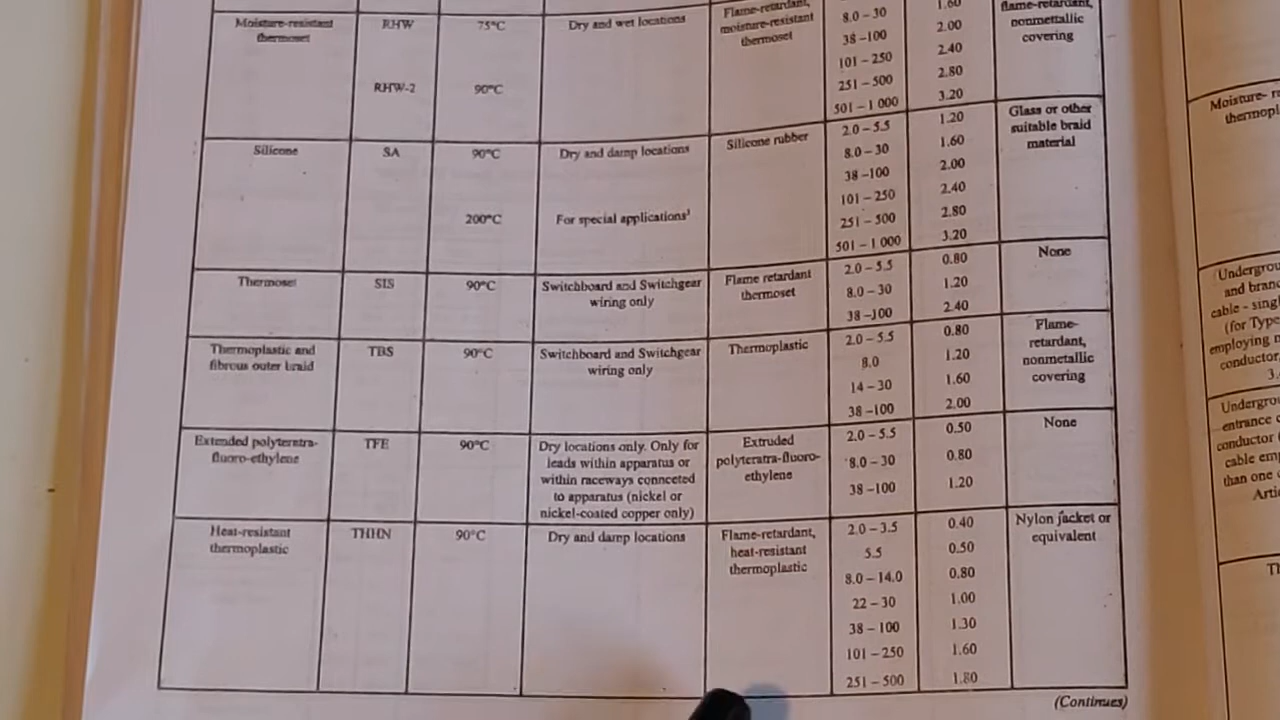 Moisture-resistant
thermoset
RHW
75°C
Dry and wet locations
Flame-retardant,
moisture-resistant
thermoset
RHW-2
90°C
8.0 – 30
38 –100
101 – 250
251 – 500
501 – 1 000
1.60
2.00
2.40
2.80
3.20
flame-retardant,
nonmettallic
covering
Silicone
SA
90°C
Dry and damp locations
200°C
For special applications¹
Silicone rubber
2.0 – 5.5
8.0 – 30
38 –100
101 – 250
251 – 500
501 – 1 000
1.20
1.60
2.00
2.40
2.80
3.20
Glass or other
suitable braid
material
Thermoset
SIS
90°C
Switchboard and Switchgear
wiring only
Flame retardant
thermoset
2.0 – 5.5
8.0 – 30
38 –100
0.80
1.20
2.40
None
Thermoplastic and
fibrous outer braid
TBS
90°C
Switchboard and Switchgear
wiring only
Thermoplastic
2.0 – 5.5
8.0
14 – 30
38 –100
0.80
1.20
1.60
2.00
Flame-
retardant,
nonmetallic
covering
Extended polytertra-
fluoro-ethylene
TFE
90°C
Dry locations only. Only for
leads within apparatus or
within raceways connceted
to apparatus (nickel or
nickel-coated copper only)
Extruded
polyteratra-fluoro-
ethylene
2.0 – 5.5
8.0 – 30
38 –100
0.50
0.80
1.20
None
Heat-resistant
thermoplastic
THHN
90°C
Dry and damp locations
Flame-retardant,
heat-resistant
thermoplastic
2.0 – 3.5
5.5
8.0 – 14.0
22 – 30
38 – 100
101 – 250
251 – 500
0.40
0.50
0.80
1.00
1.30
1.60
1.80
Nylon jacket or
equivalent
(Continues)
Moisture-
Undergrou
and branc
cable - sing
(for Type
employing
conductor,
Undergrou
entrance
conductor
cable em
than one
Arti